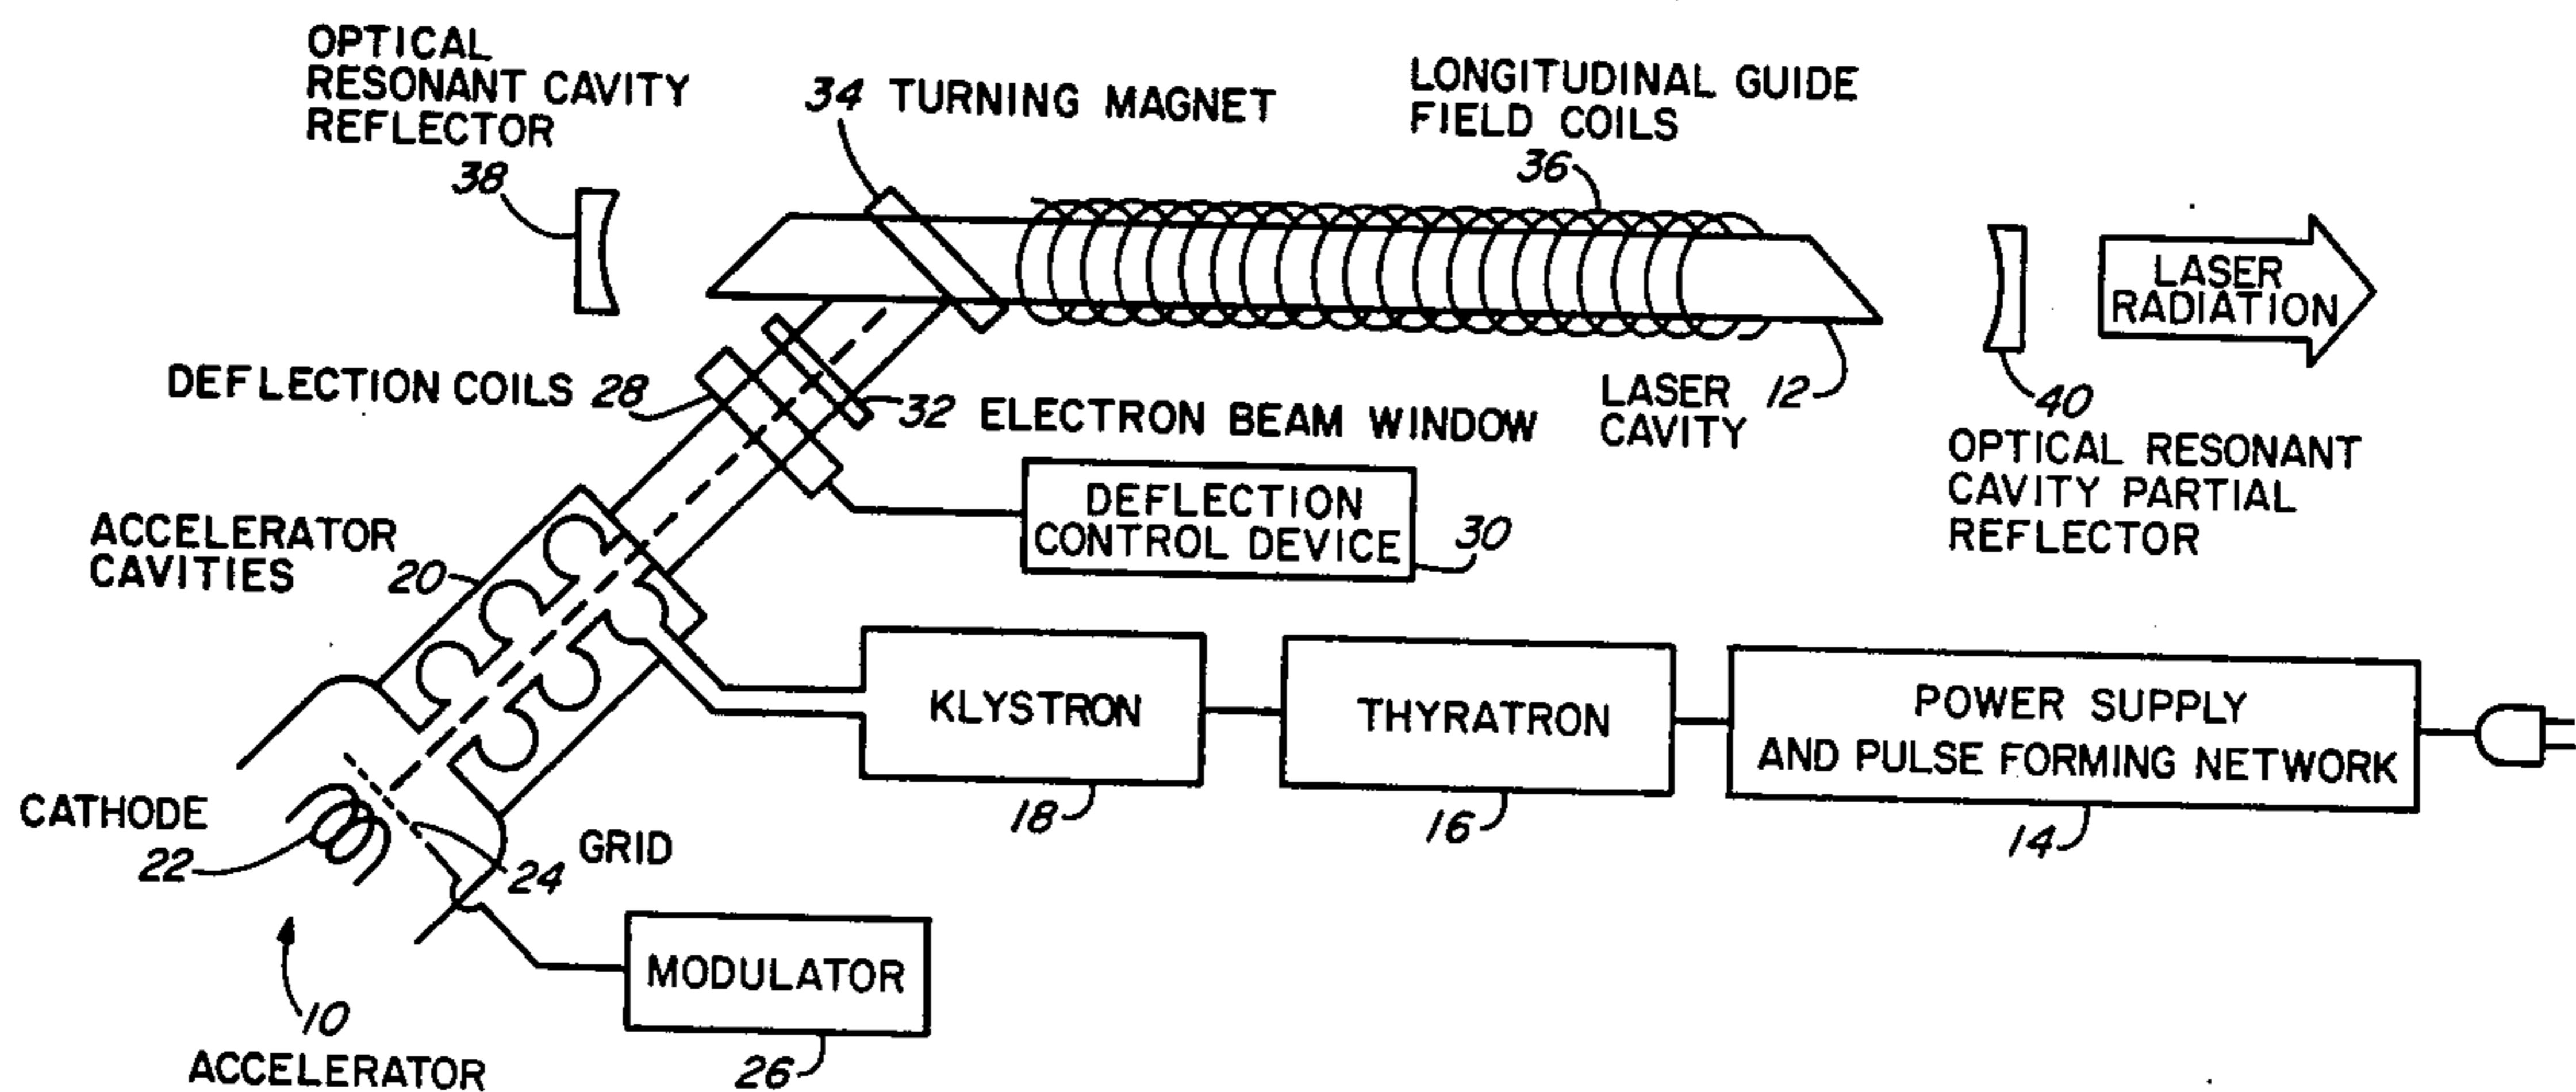 OPTICAL
RESONANT CAVITY
REFLECTOR
38
34 TURNING MAGNET
LONGITUDINAL GUIDE
FIELD COILS
36
LASER
RADIATION
DEFLECTION COILS 28
32 ELECTRON BEAM WINDOW
LASER
CAVITY
12
40
OPTICAL RESONANT
CAVITY PARTIAL
REFLECTOR
DEFLECTION
CONTROL DEVICE
30
ACCELERATOR
CAVITIES
20
KLYSTRON
18
THYRATRON
16
POWER SUPPLY
AND PULSE FORMING NETWORK
14
CATHODE
22
GRID
24
MODULATOR
26
10
ACCELERATOR